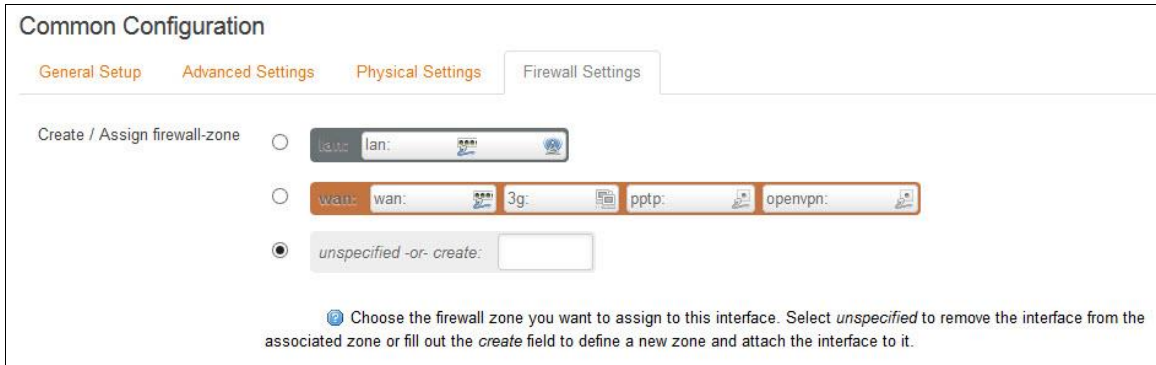 Common Configuration
General Setup Advanced Settings Physical Settings Firewall Settings
Create / Assign firewall-zone
lan: lan:
wan: wan: 3g: pptp: openvpn:
unspecified -or- create:
Choose the firewall zone you want to assign to this interface. Select unspecified to remove the interface from the
associated zone or fill out the create field to define a new zone and attach the interface to it.